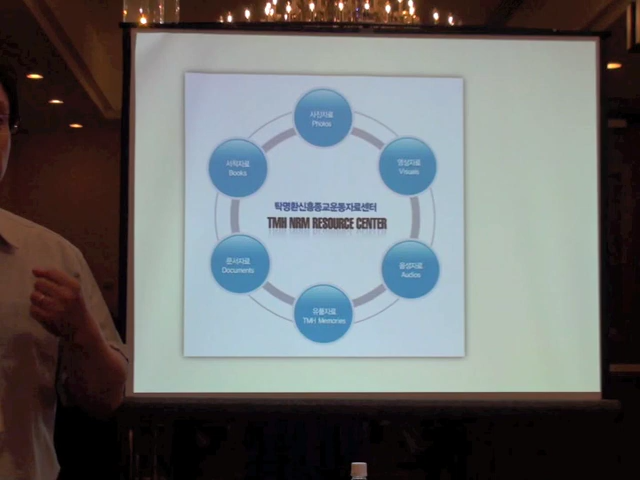 사진자료
Photos
서적자료
Books
영상자료
Visuals
탁명환신흥종교운동자료센터
TMH NRM RESOURCE CENTER
문서자료
Documents
음성자료
Audios
유품자료
TMH Memories